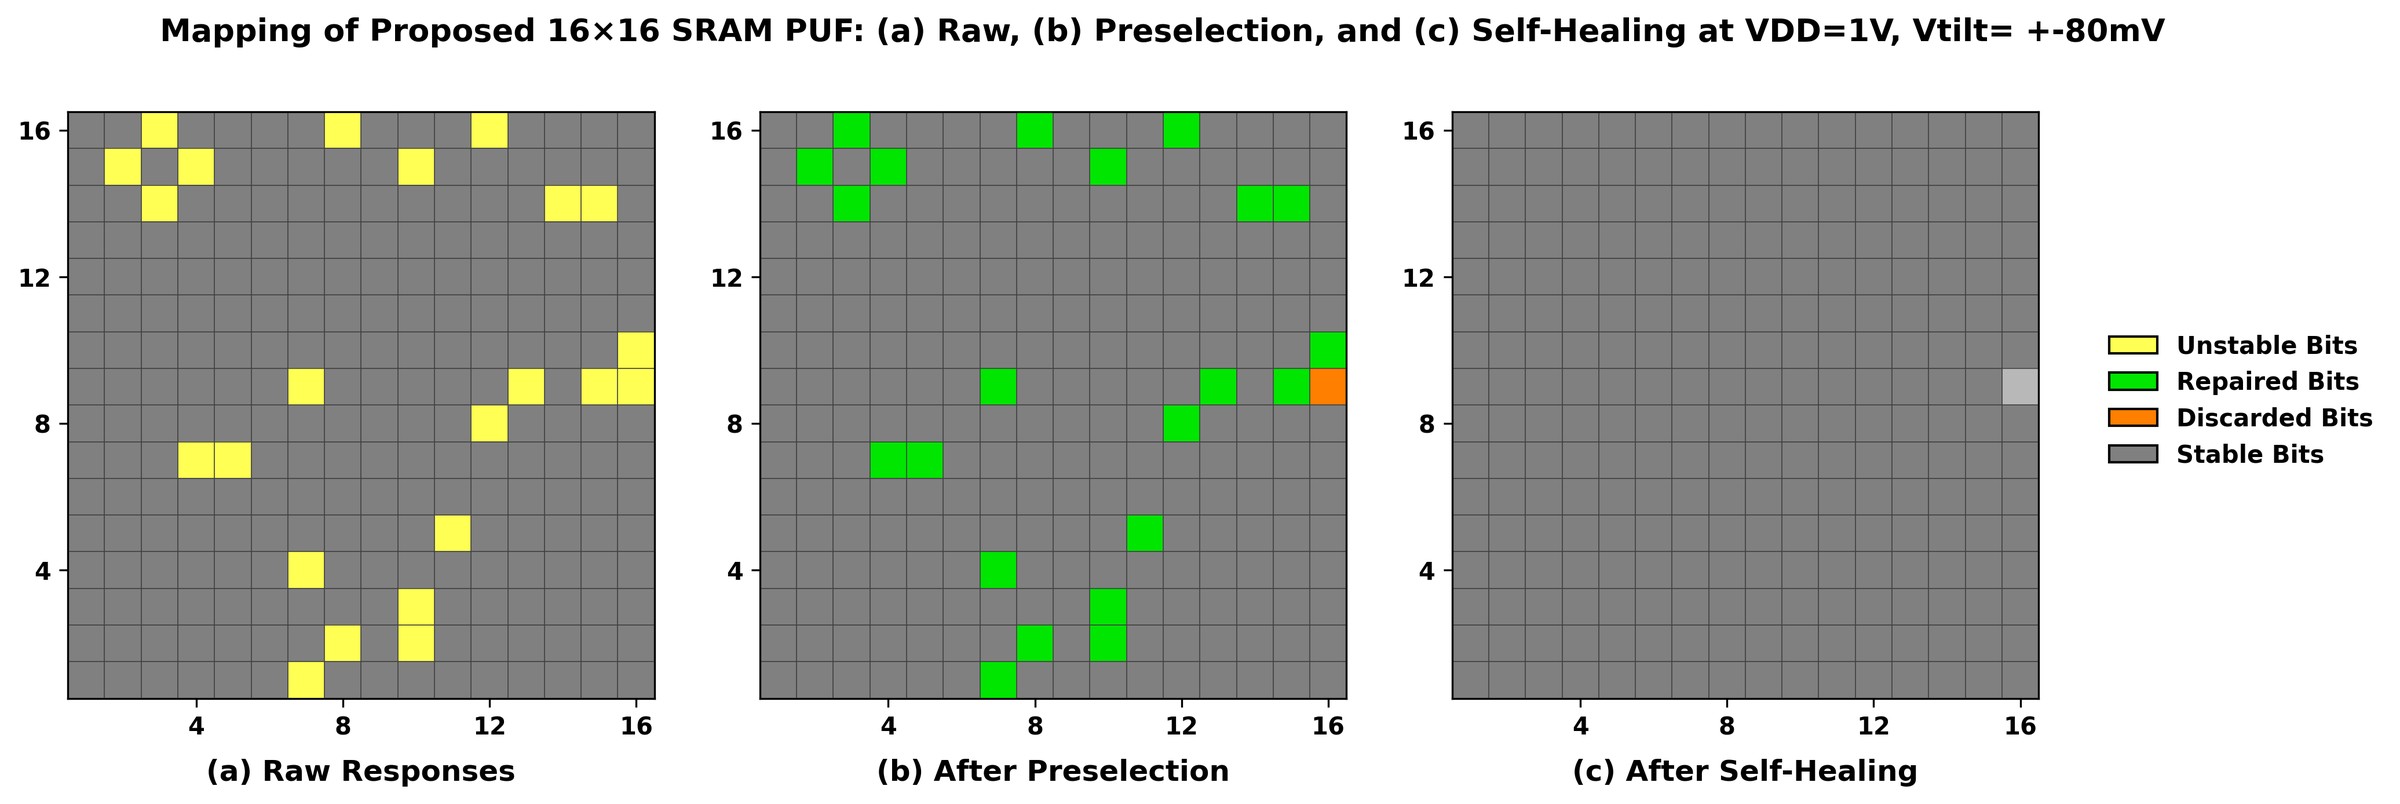 Mapping of Proposed 16×16 SRAM PUF: (a) Raw, (b) Preselection, and (c) Self-Healing at VDD=1V, Vtilt= +-80mV
16
12
8
4
4 8 12 16
(a) Raw Responses
16
12
8
4
4 8 12 16
(b) After Preselection
16
12
8
4
4 8 12 16
(c) After Self-Healing
Unstable Bits
Repaired Bits
Discarded Bits
Stable Bits